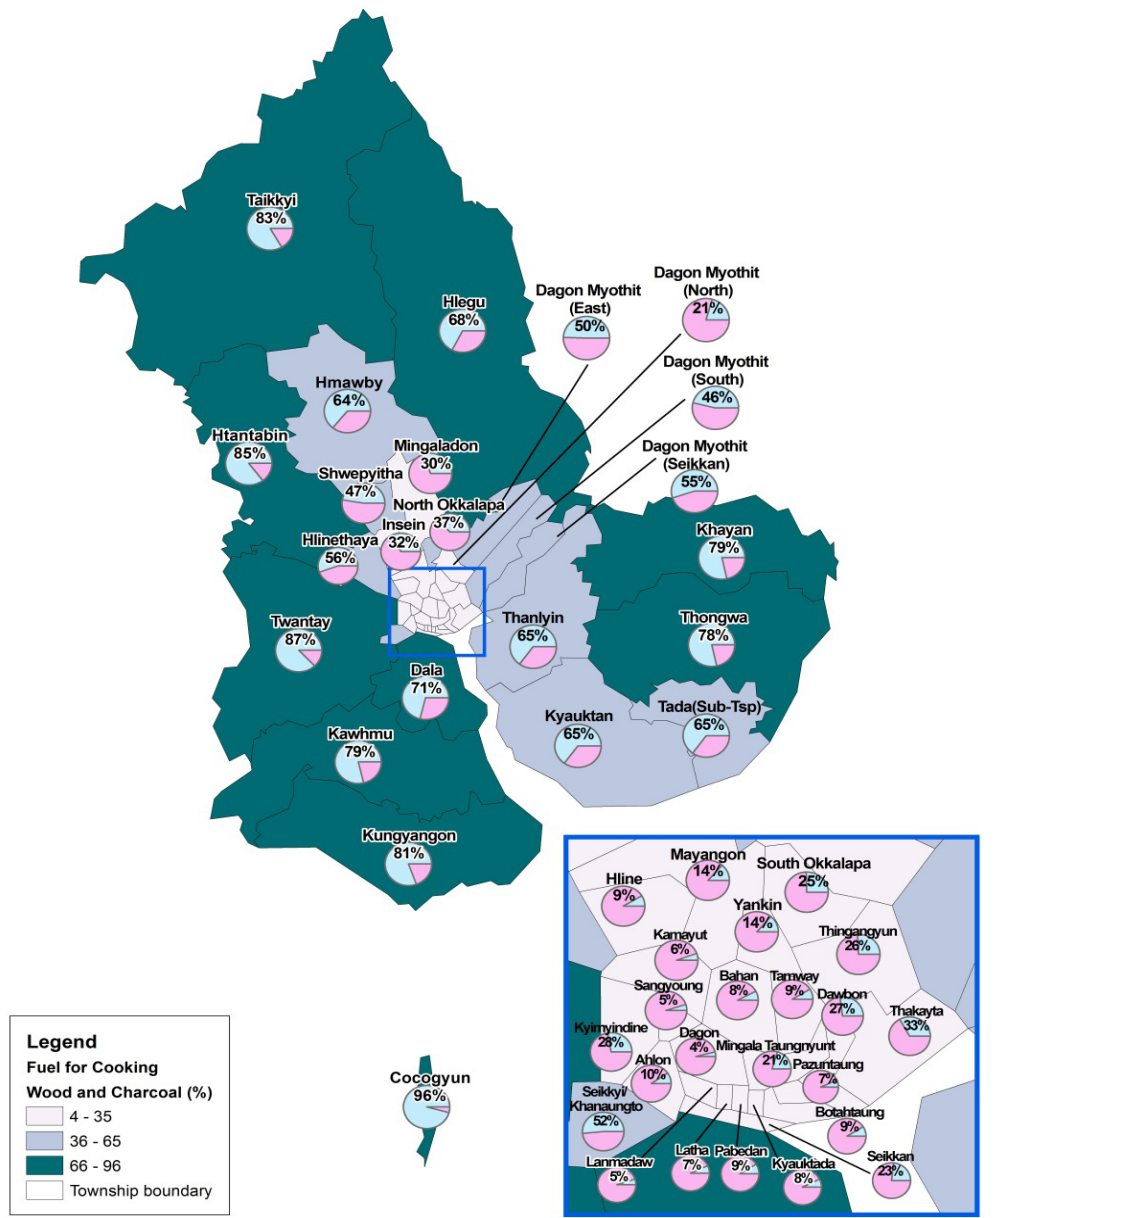 Taikkyi
83%
Hlegu
68%
Dagon Myothit
(East)
50%
Dagon Myothit
(North)
21%
Dagon Myothit
(South)
46%
Dagon Myothit
(Seikkan)
55%
Hmawby
64%
Htantabin
85%
Mingaladon
30%
Shwepyitha
47%
North Okkalapa
37%
Insein
32%
Hlinethaya
56%
Khayan
79%
Thongwa
78%
Thanlyin
65%
Twantay
87%
Dala
71%
Kyauktan
65%
Tada(Sub-Tsp)
65%
Kawhmu
79%
Kungyangon
81%
Cocogyun
96%
Mayangon
14%
South Okkalapa
25%
Hline
9%
Yankin
14%
Thingangyun
26%
Kamayut
6%
Bahan
8%
Tamway
9%
Sangyoung
5%
Dawbon
27%
Thakayta
33%
Kyimyindine
28%
Dagon
4%
Mingala Taungnyunt
21%
Ahlon
10%
Pazuntaung
7%
Seikkyi/
Khanaungto
52%
Botahtaung
9%
Lanmadaw
5%
Latha
7%
Pabedan
9%
Kyauktada
8%
Seikkan
23%
Legend
Fuel for Cooking
Wood and Charcoal (%)
4 - 35
36 - 65
66 - 96
Township boundary